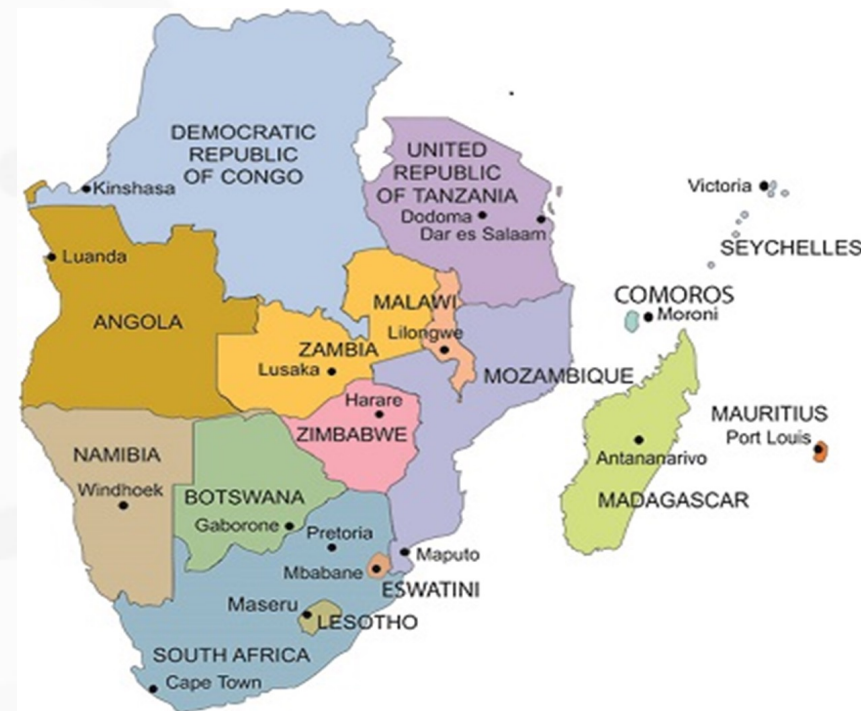 DEMOCRATIC
REPUBLIC
OF CONGO
Kinshasa
UNITED
REPUBLIC
OF TANZANIA
Dodoma
Dar es Salaam
Victoria
SEYCHELLES
Luanda
ANGOLA
MALAWI
Lilongwe
ZAMBIA
Lusaka
COMOROS
Moroni
MOZAMBIQUE
Harare
ZIMBABWE
MAURITIUS
Port Louis
Antananarivo
MADAGASCAR
NAMIBIA
Windhoek
BOTSWANA
Gaborone
Pretoria
Maputo
Mbabane
ESWATINI
Maseru
LESOTHO
SOUTH AFRICA
Cape Town